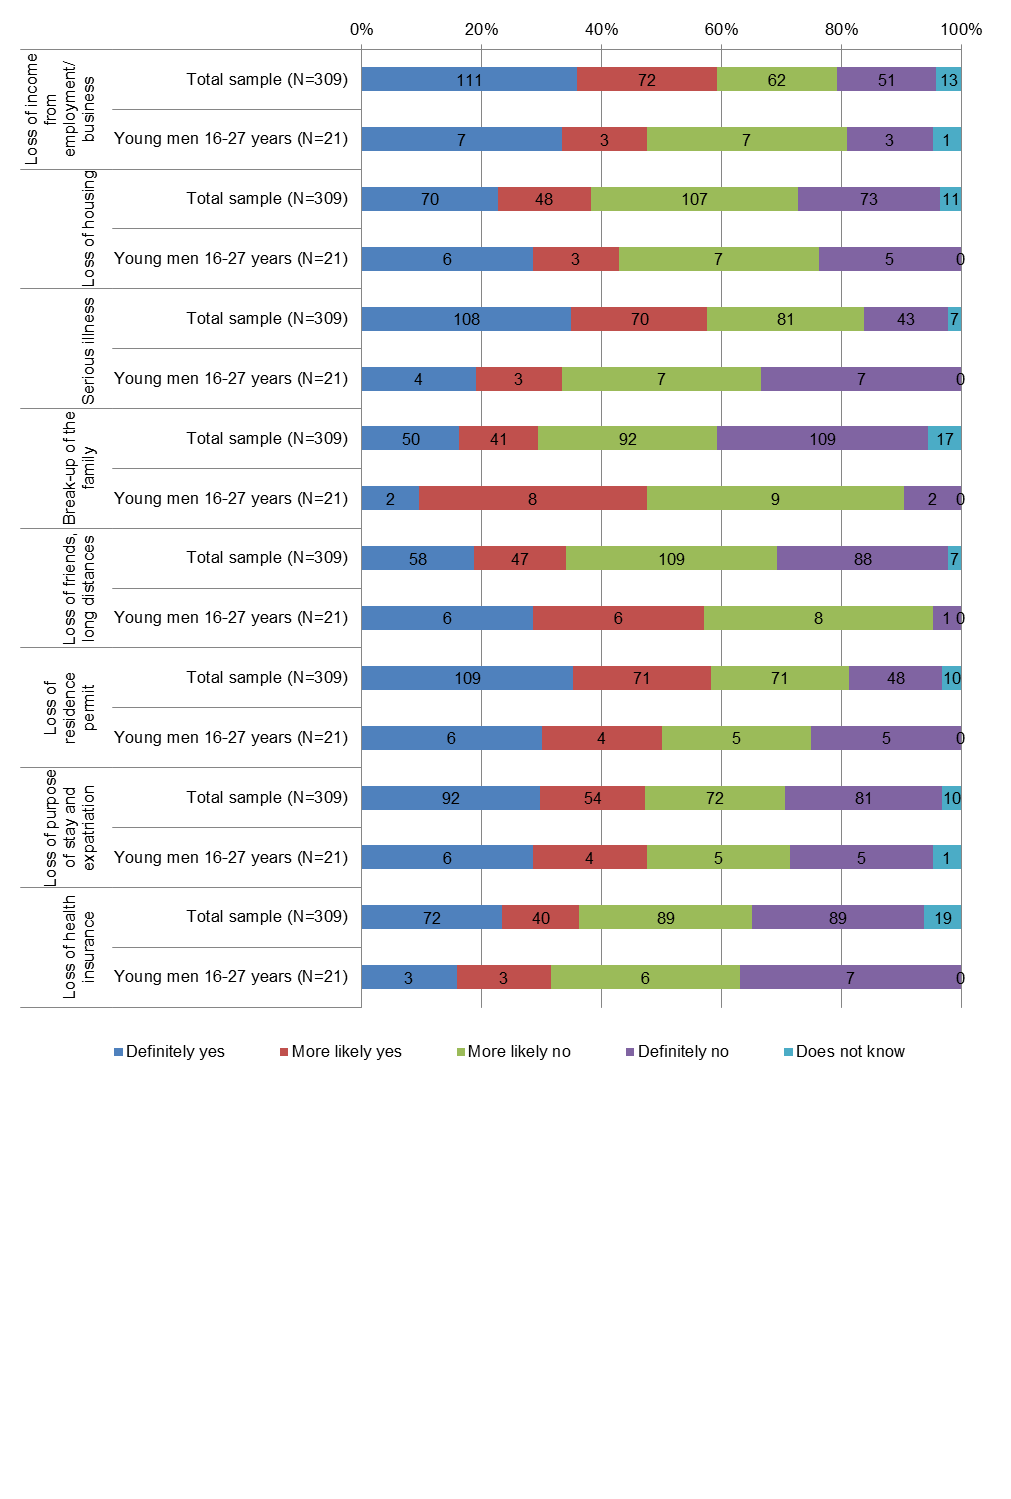 0% 20% 40% 60% 80% 100%
Loss of income
from
employment/
business
Total sample (N=309) 111 72 62 51 13
Young men 16-27 years (N=21) 7 3 7 3 1
Loss of housing
Total sample (N=309) 70 48 107 73 11
Young men 16-27 years (N=21) 6 3 7 5 0
Serious illness
Total sample (N=309) 108 70 81 43 7
Young men 16-27 years (N=21) 4 3 7 7 0
Break-up of the
family
Total sample (N=309) 50 41 92 109 17
Young men 16-27 years (N=21) 2 8 9 2 0
Loss of friends,
long distances
Total sample (N=309) 58 47 109 88 7
Young men 16-27 years (N=21) 6 6 8 1 0
Loss of
residence
permit
Total sample (N=309) 109 71 71 48 10
Young men 16-27 years (N=21) 6 4 5 5 0
Loss of purpose
of stay and
expatriation
Total sample (N=309) 92 54 72 81 10
Young men 16-27 years (N=21) 6 4 5 5 1
Loss of health
insurance
Total sample (N=309) 72 40 89 89 19
Young men 16-27 years (N=21) 3 3 6 7 0
Definitely yes More likely yes More likely no Definitely no Does not know